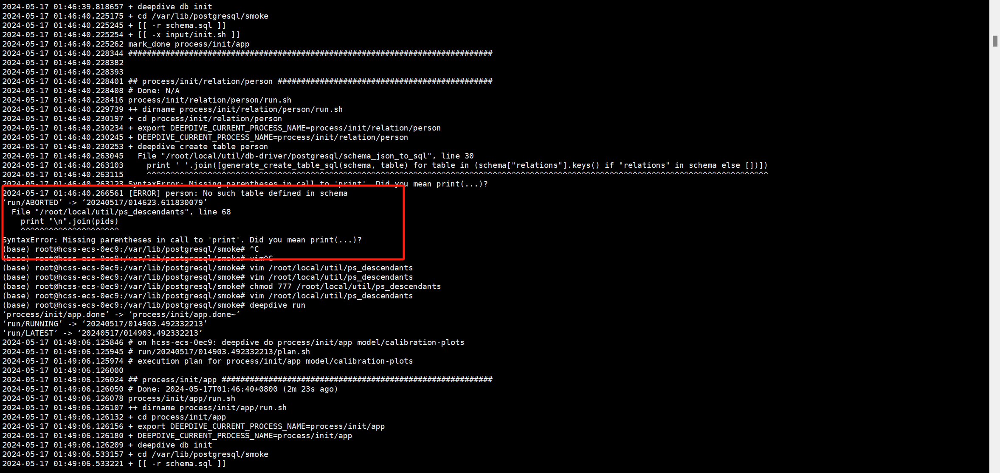 2024-05-17 01:46:39.818657 + deepdive db init
2024-05-17 01:46:40.225175 + cd /var/lib/postgresql/smoke
2024-05-17 01:46:40.225245 + [[ -r schema.sql ]]
2024-05-17 01:46:40.225254 + [[ -x input/init.sh ]]
2024-05-17 01:46:40.225262 mark_done process/init/app
2024-05-17 01:46:40.228344 ##############################################################################
2024-05-17 01:46:40.228382
2024-05-17 01:46:40.228393
2024-05-17 01:46:40.228401 ## process/init/relation/person ##############################################
2024-05-17 01:46:40.228408 # Done: N/A
2024-05-17 01:46:40.228416 process/init/relation/person/run.sh
2024-05-17 01:46:40.229739 ++ dirname process/init/relation/person/run.sh
2024-05-17 01:46:40.230197 + cd process/init/relation/person
2024-05-17 01:46:40.230234 + export DEEPDIVE_CURRENT_PROCESS_NAME=process/init/relation/person
2024-05-17 01:46:40.230245 + DEEPDIVE_CURRENT_PROCESS_NAME=process/init/relation/person
2024-05-17 01:46:40.230253 + deepdive create table person
2024-05-17 01:46:40.263045   File "/root/local/util/db-driver/postgresql/schema_json_to_sql", line 30
2024-05-17 01:46:40.263103     print ' '.join([generate_create_table_sql(schema, table) for table in (schema["relations"].keys() if "relations" in schema else [])])
2024-05-17 01:46:40.263115     ^^^^^^^^^^^^^^^^^^^^^^^^^^^^^^^^^^^^^^^^^^^^^^^^^^^^^^^^^^^^^^^^^^^^^^^^^^^^^^^^^^^^^^^^^^^^^^^^^^^^^^^^^^^^^^^^^^^^^^^^^^^^^^^^^^^^^^^^^
2024-05-17 01:46:40.263123 SyntaxError: Missing parentheses in call to 'print'. Did you mean print(...)?
2024-05-17 01:46:40.266561 [ERROR] person: No such table defined in schema
‘run/ABORTED’ -> ‘20240517/014623.611830079’
  File "/root/local/util/ps_descendants", line 68
    print "\n".join(pids)
    ^^^^^^^^^^^^^^^^^^^^^
SyntaxError: Missing parentheses in call to 'print'. Did you mean print(...)?
(base) root@hcss-ecs-0ec9:/var/lib/postgresql/smoke# ^C
(base) root@hcss-ecs-0ec9:/var/lib/postgresql/smoke# vim^C
(base) root@hcss-ecs-0ec9:/var/lib/postgresql/smoke# vim /root/local/util/ps_descendants
(base) root@hcss-ecs-0ec9:/var/lib/postgresql/smoke# vim /root/local/util/ps_descendants
(base) root@hcss-ecs-0ec9:/var/lib/postgresql/smoke# chmod 777 /root/local/util/ps_descendants
(base) root@hcss-ecs-0ec9:/var/lib/postgresql/smoke# vim /root/local/util/ps_descendants
(base) root@hcss-ecs-0ec9:/var/lib/postgresql/smoke# deepdive run
‘process/init/app.done’ -> ‘process/init/app.done~’
‘run/RUNNING’ -> ‘20240517/014903.492332213’
‘run/LATEST’ -> ‘20240517/014903.492332213’
2024-05-17 01:49:06.125846 # on hcss-ecs-0ec9: deepdive do process/init/app model/calibration-plots
2024-05-17 01:49:06.125945 # run/20240517/014903.492332213/plan.sh
2024-05-17 01:49:06.125974 # execution plan for process/init/app model/calibration-plots
2024-05-17 01:49:06.126000
2024-05-17 01:49:06.126024 ## process/init/app ##########################################################
2024-05-17 01:49:06.126050 # Done: 2024-05-17T01:46:40+0800 (2m 23s ago)
2024-05-17 01:49:06.126078 process/init/app/run.sh
2024-05-17 01:49:06.126107 ++ dirname process/init/app/run.sh
2024-05-17 01:49:06.126132 + cd process/init/app
2024-05-17 01:49:06.126156 + export DEEPDIVE_CURRENT_PROCESS_NAME=process/init/app
2024-05-17 01:49:06.126180 + DEEPDIVE_CURRENT_PROCESS_NAME=process/init/app
2024-05-17 01:49:06.126209 + deepdive db init
2024-05-17 01:49:06.533157 + cd /var/lib/postgresql/smoke
2024-05-17 01:49:06.533221 + [[ -r schema.sql ]]